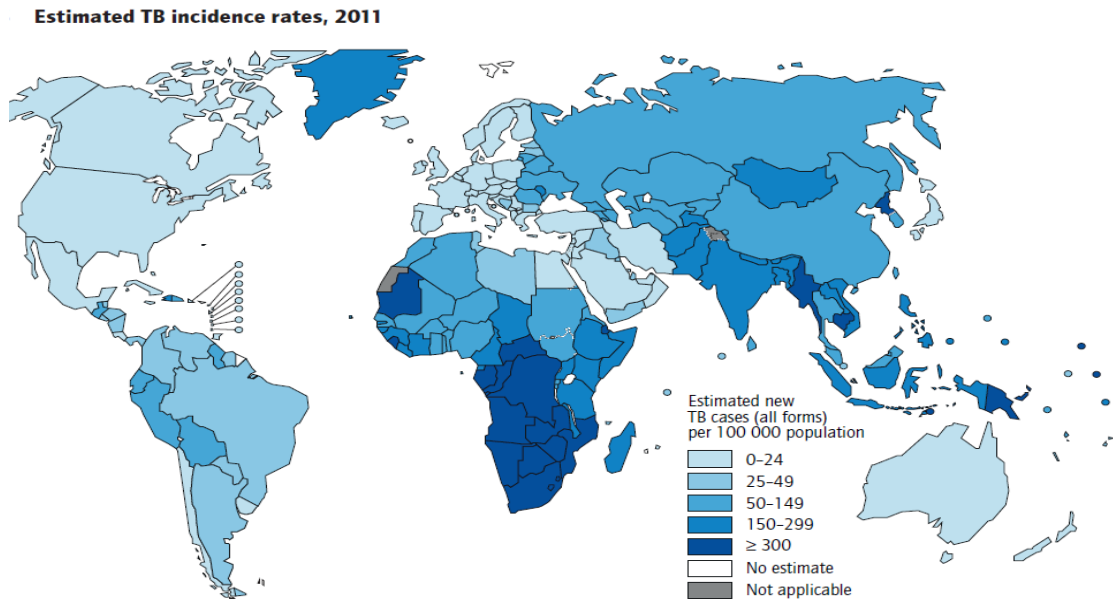 Estimated TB incidence rates, 2011
Estimated new
TB cases (all forms)
per 100 000 population
0–24
25–49
50–149
150–299
≥ 300
No estimate
Not applicable